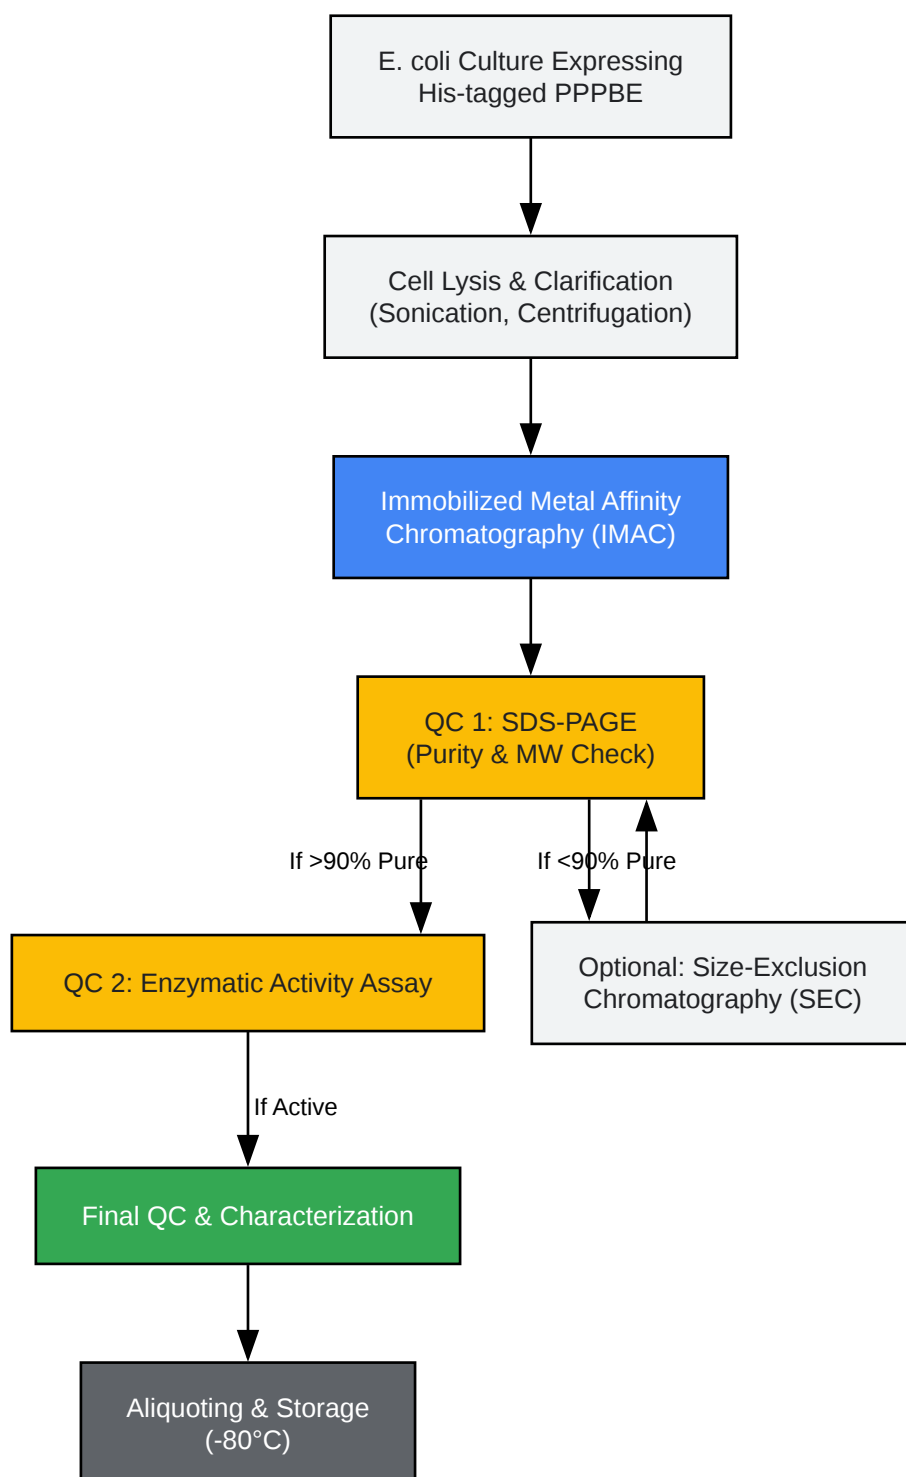 E. coli Culture Expressing
His-tagged PPPBE
Cell Lysis & Clarification
(Sonication, Centrifugation)
Immobilized Metal Affinity
Chromatography (IMAC)
QC 1: SDS-PAGE
(Purity & MW Check)
If >90% Pure
If <90% Pure
QC 2: Enzymatic Activity Assay
Optional: Size-Exclusion
Chromatography (SEC)
If Active
Final QC & Characterization
Aliquoting & Storage
(-80°C)